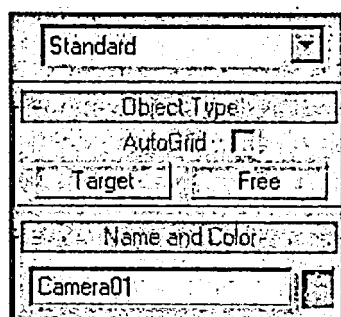 Standard
Object Type
AutoGrid
Target Free
Name and Color
Camera01